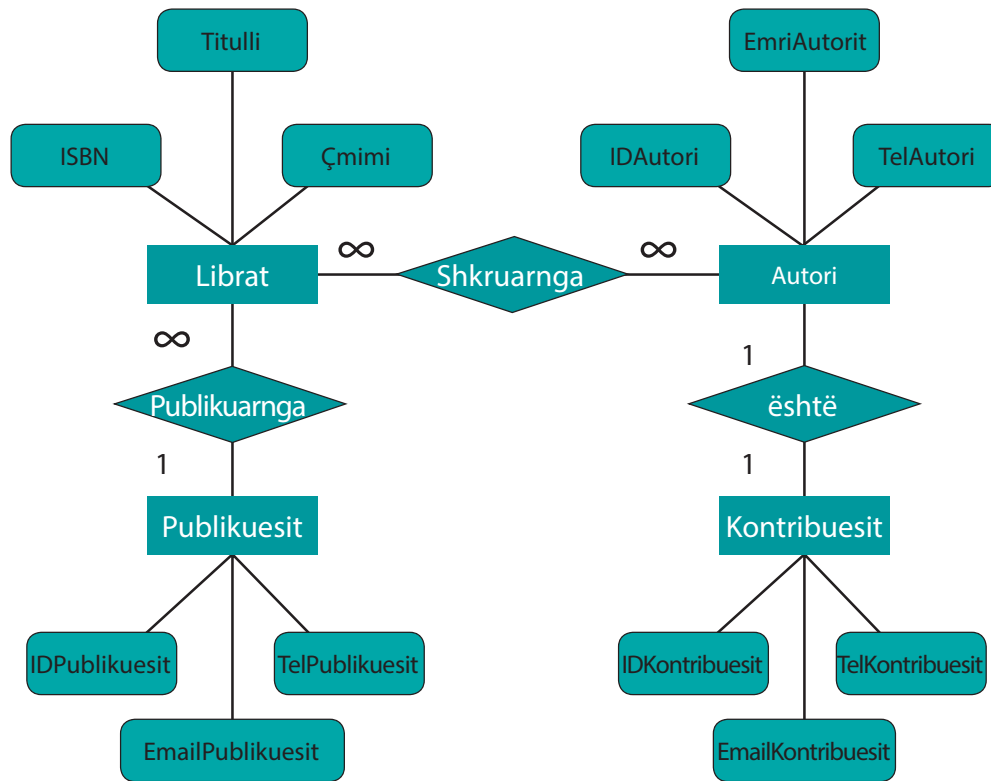 Titulli
EmriAutorit
ISBN
Çmimi
IDAutori
TelAutori
∞
∞
Librat
Shkruarnga
Autori
∞
1
Publikuarnga
është
1
1
Publikuesit
Kontribuesit
IDPublikuesit
TelPublikuesit
IDKontribuesit
TelKontribuesit
EmailPublikuesit
EmailKontribuesit